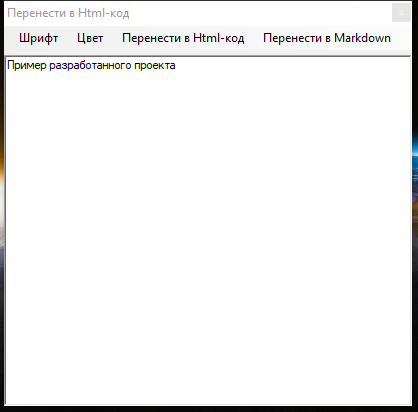 Перенести в Html-код
Шрифт Цвет Перенести в Html-код Перенести в Markdown
Пример разработанного проекта